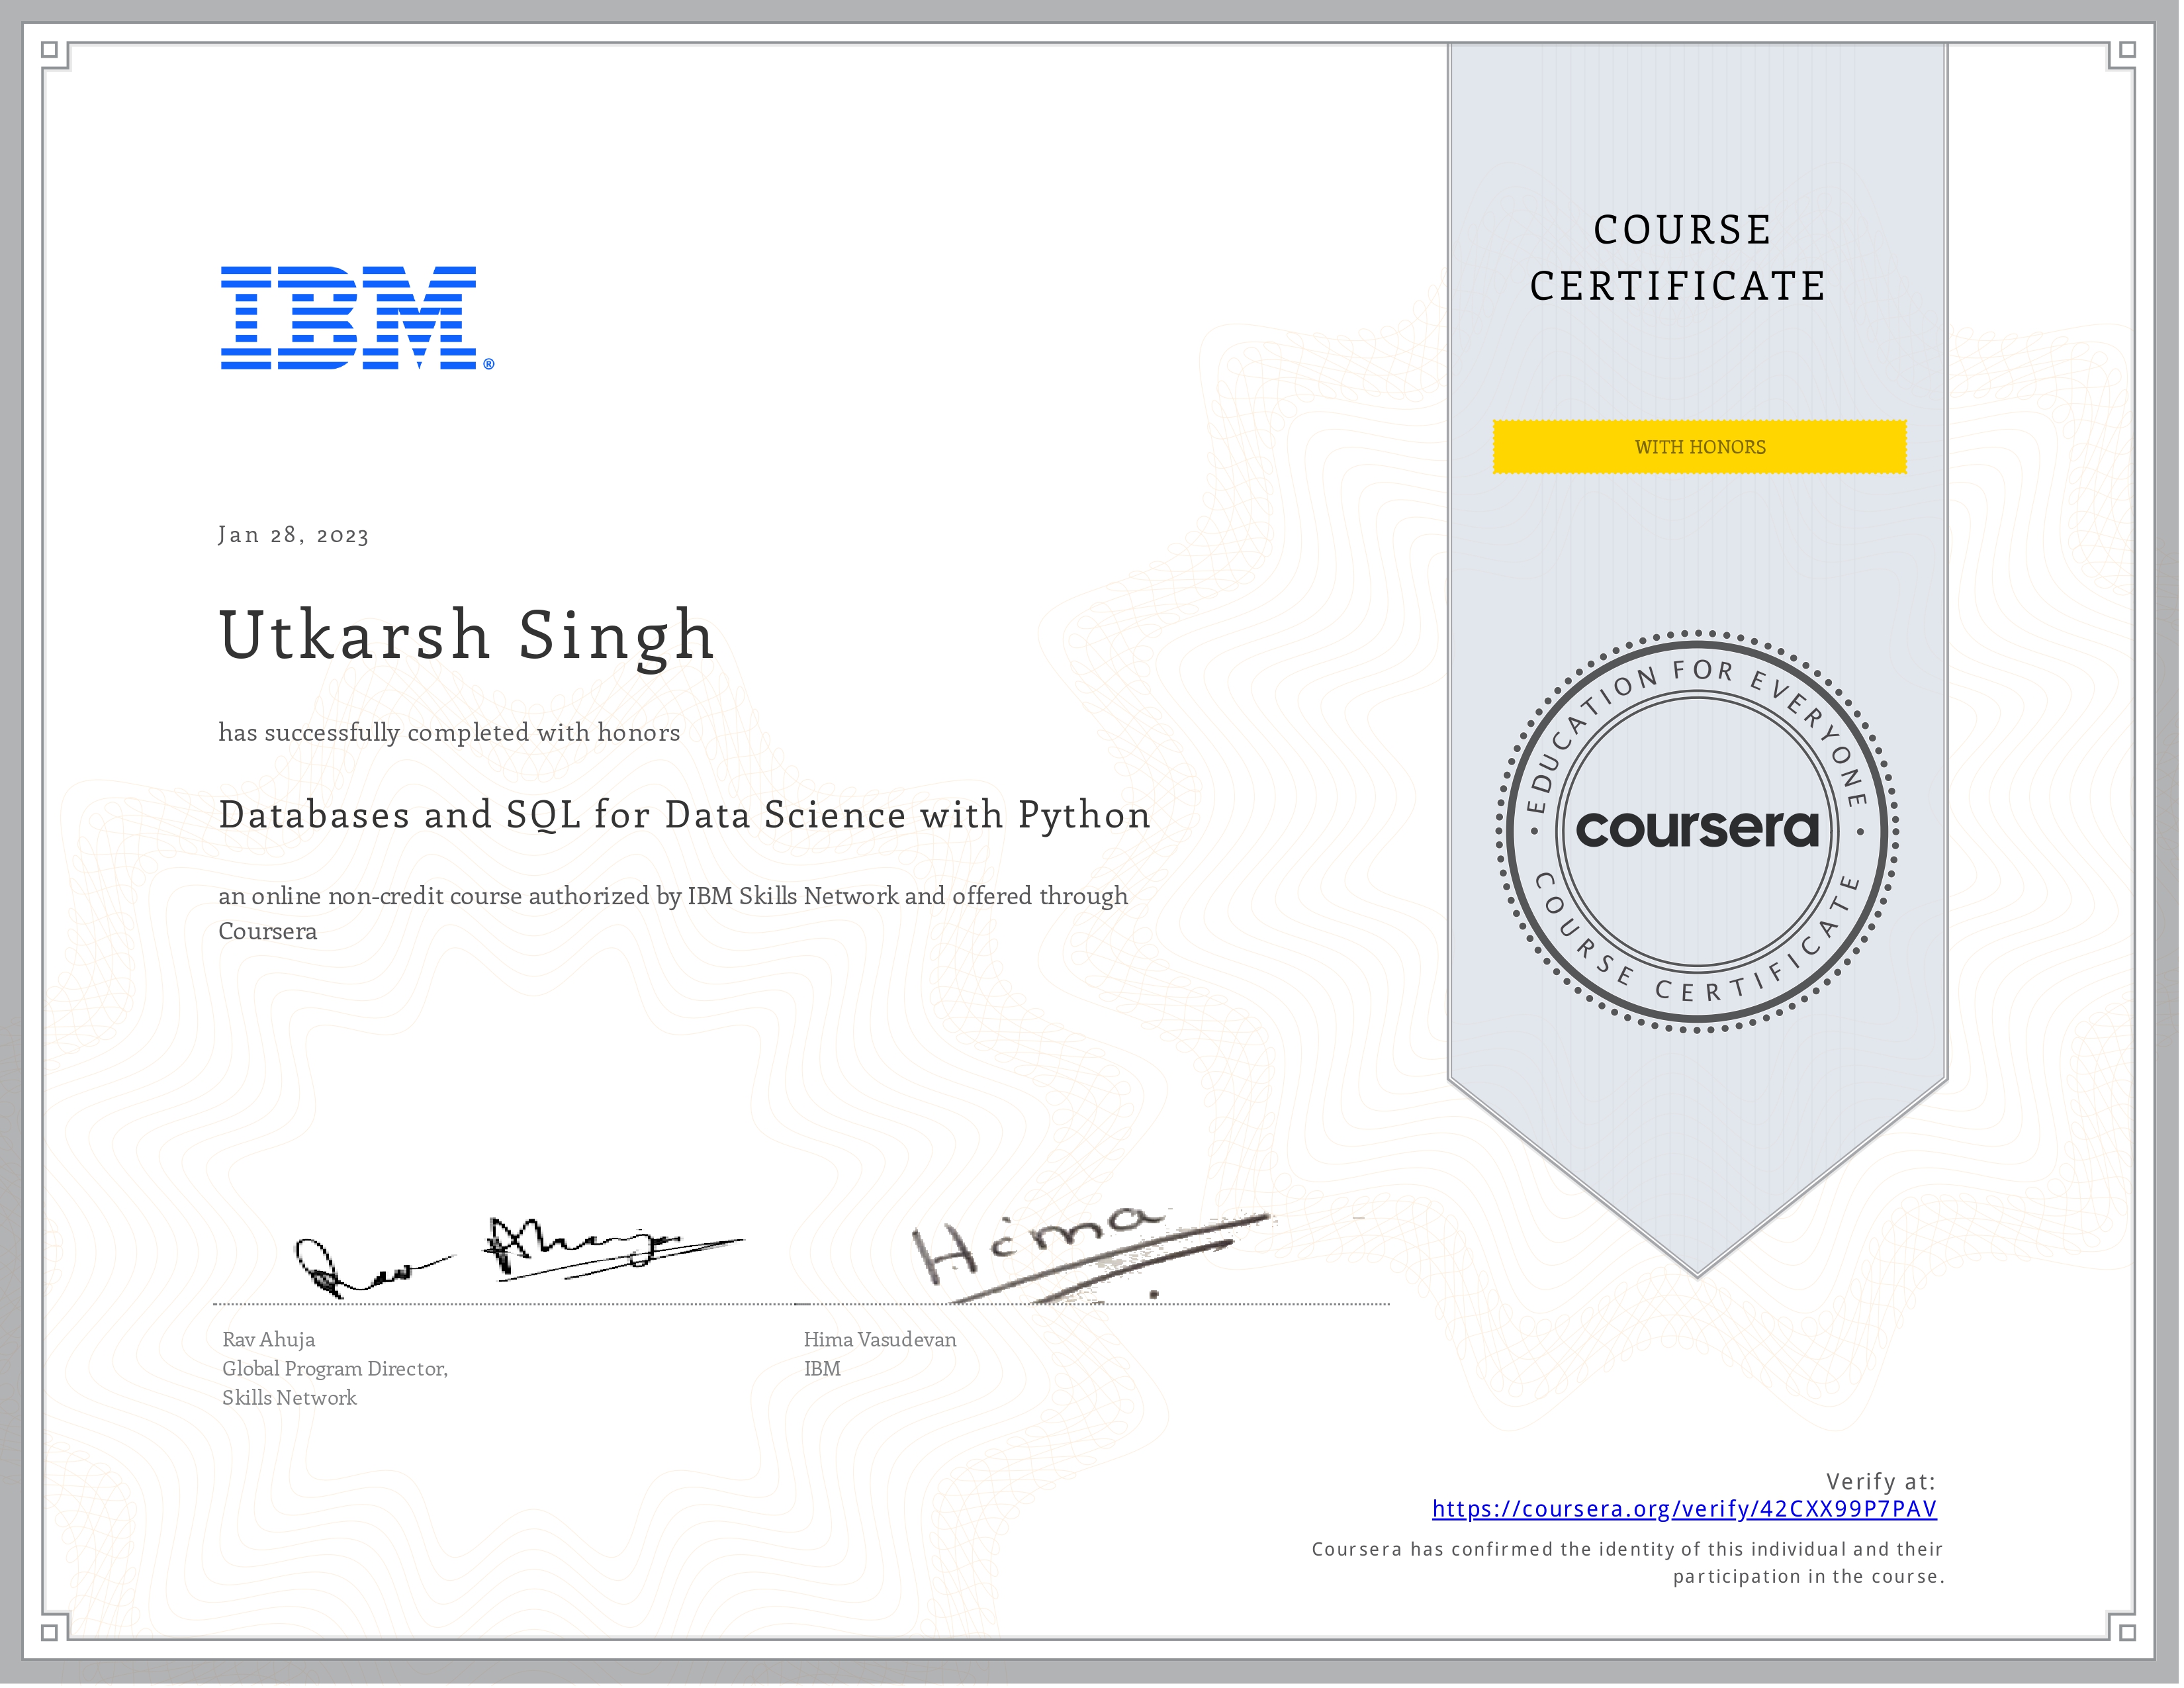 IBM®
Jan 28, 2023
Utkarsh Singh
has successfully completed with honors
Databases and SQL for Data Science with Python
an online non-credit course authorized by IBM Skills Network and offered through
Coursera
COURSE
CERTIFICATE
WITH HONORS
EDUCATION FOR EVERYONE
coursera
COURSE CERTIFICATE
Hima
Rav Ahuja
Global Program Director,
Skills Network
Hima Vasudevan
IBM
Verify at:
https://coursera.org/verify/42CXX99P7PAV
Coursera has confirmed the identity of this individual and their
participation in the course.